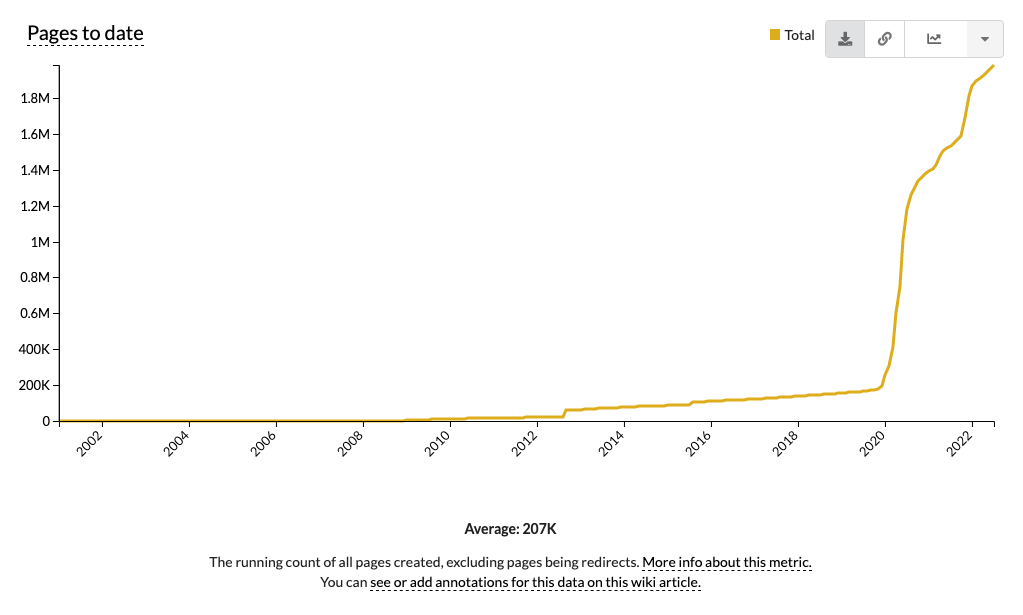 Pages to date
Total
1.8M
1.6M
1.4M
1.2M
1M
0.8M
0.6M
400K
200K
0
2002
2004
2006
2008
2010
2012
2014
2016
2018
2020
2022
Average: 207K
The running count of all pages created, excluding pages being redirects. More info about this metric.
You can see or add annotations for this data on this wiki article.